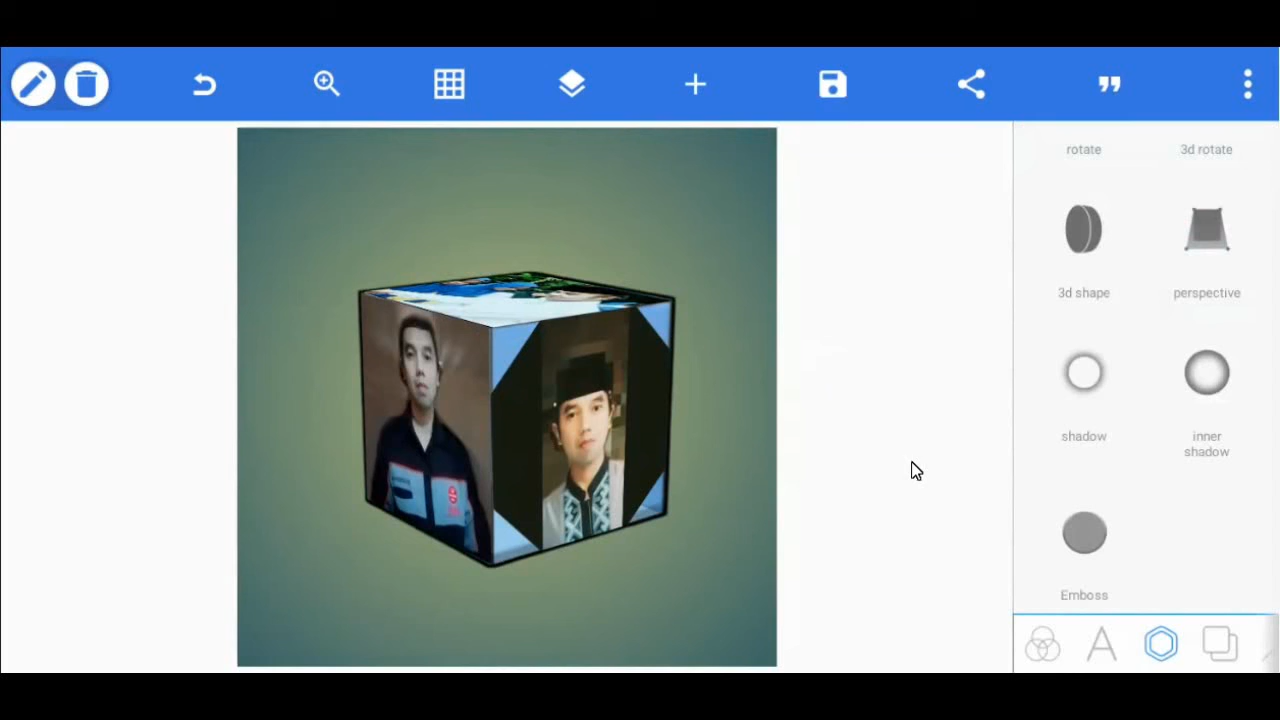 rotate
3d rotate
3d shape
perspective
shadow
inner
shadow
Emboss